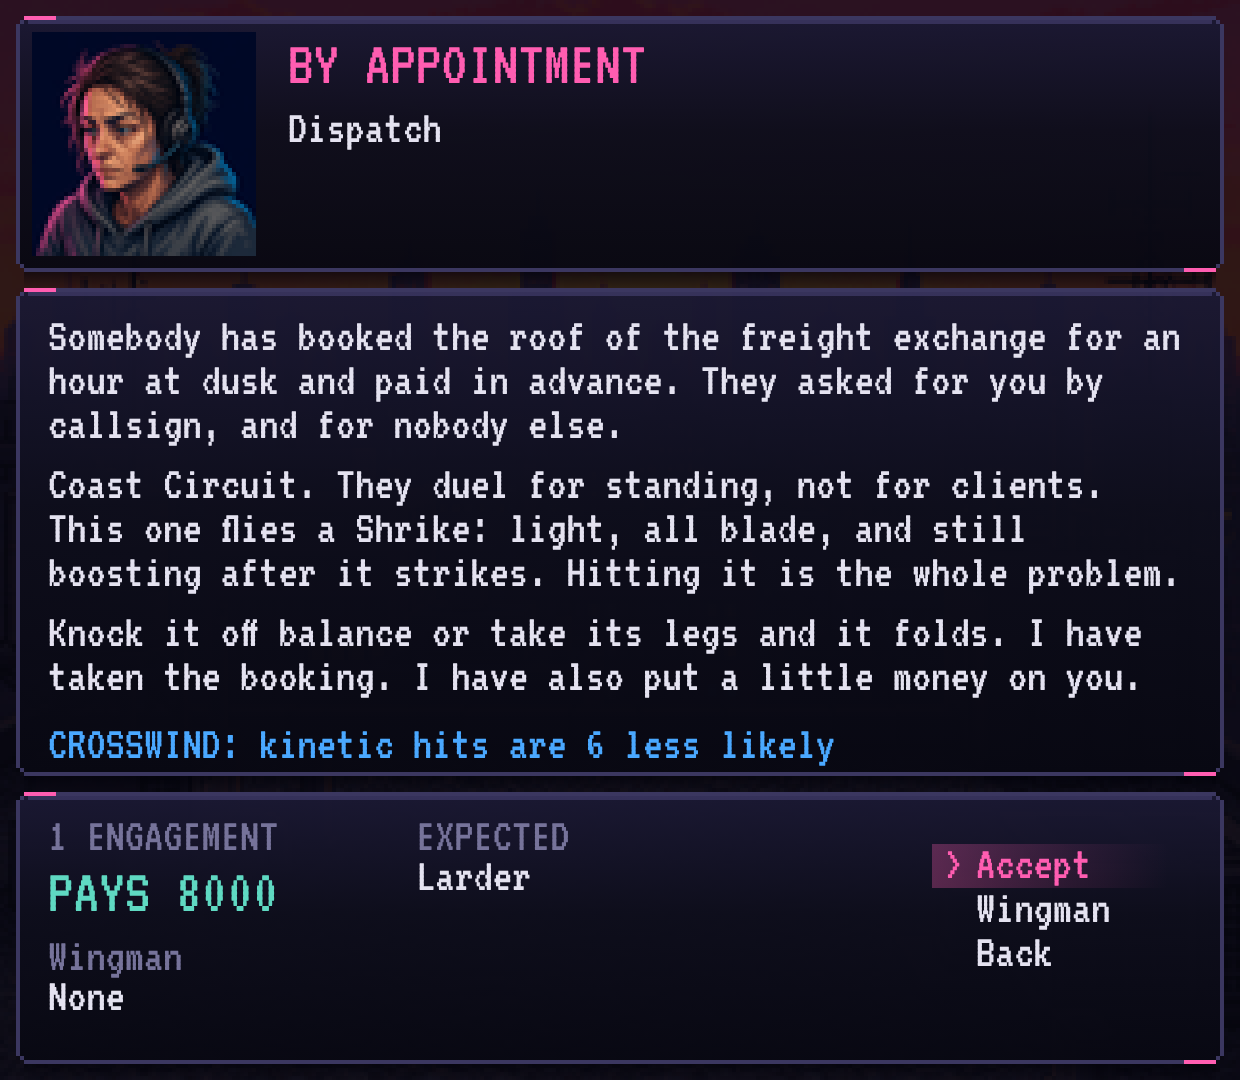 BY APPOINTMENT
Dispatch
Somebody has booked the roof of the freight exchange for an
hour at dusk and paid in advance. They asked for you by
callsign, and for nobody else.
Coast Circuit. They duel for standing, not for clients.
This one flies a Shrike: light, all blade, and still
boosting after it strikes. Hitting it is the whole problem.
Knock it off balance or take its legs and it folds. I have
taken the booking. I have also put a little money on you.
CROSSWIND: kinetic hits are 6 less likely
1 ENGAGEMENT
PAYS 8000
Wingman
None
EXPECTED
Larder
> Accept
Wingman
Back